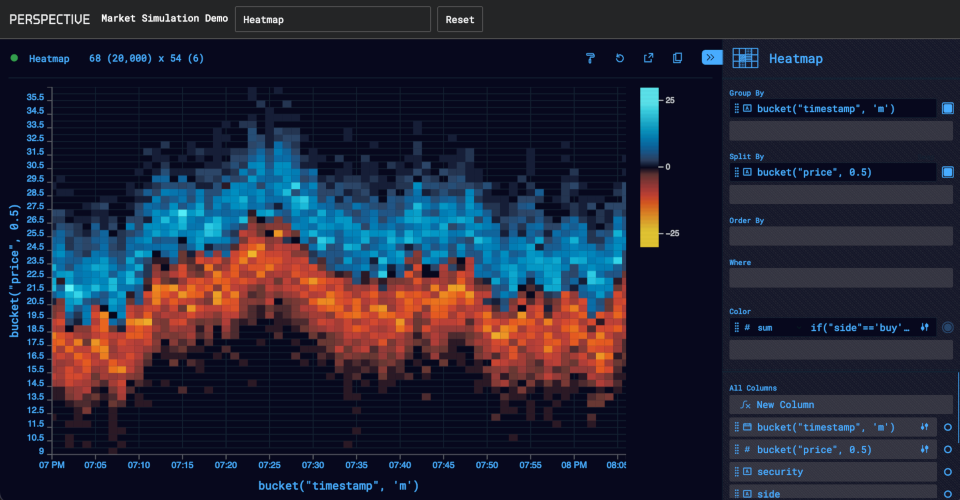 PERSPECTIVE Market Simulation Demo Heatmap Reset
Heatmap 68 (20,000) x 54 (6)
Heatmap
Group By
bucket("timestamp", 'm')
Split By
bucket("price", 0.5)
Order By
Where
Color
# sum if("side"=='buy'…
All Columns
New Column
bucket("timestamp", 'm')
# bucket("price", 0.5)
security
side
bucket("price", 0.5)
35.5
34.5
33.5
32.5
31.5
30.5
29.5
28.5
27.5
26.5
25.5
24.5
23.5
22.5
21.5
20.5
19.5
18.5
17.5
16.5
15.5
14.5
13.5
12.5
11.5
10.5
9
07 PM 07:05 07:10 07:15 07:20 07:25 07:30 07:35 07:40 07:45 07:50 07:55 08 PM 08:05
bucket("timestamp", 'm')
25
0
−25